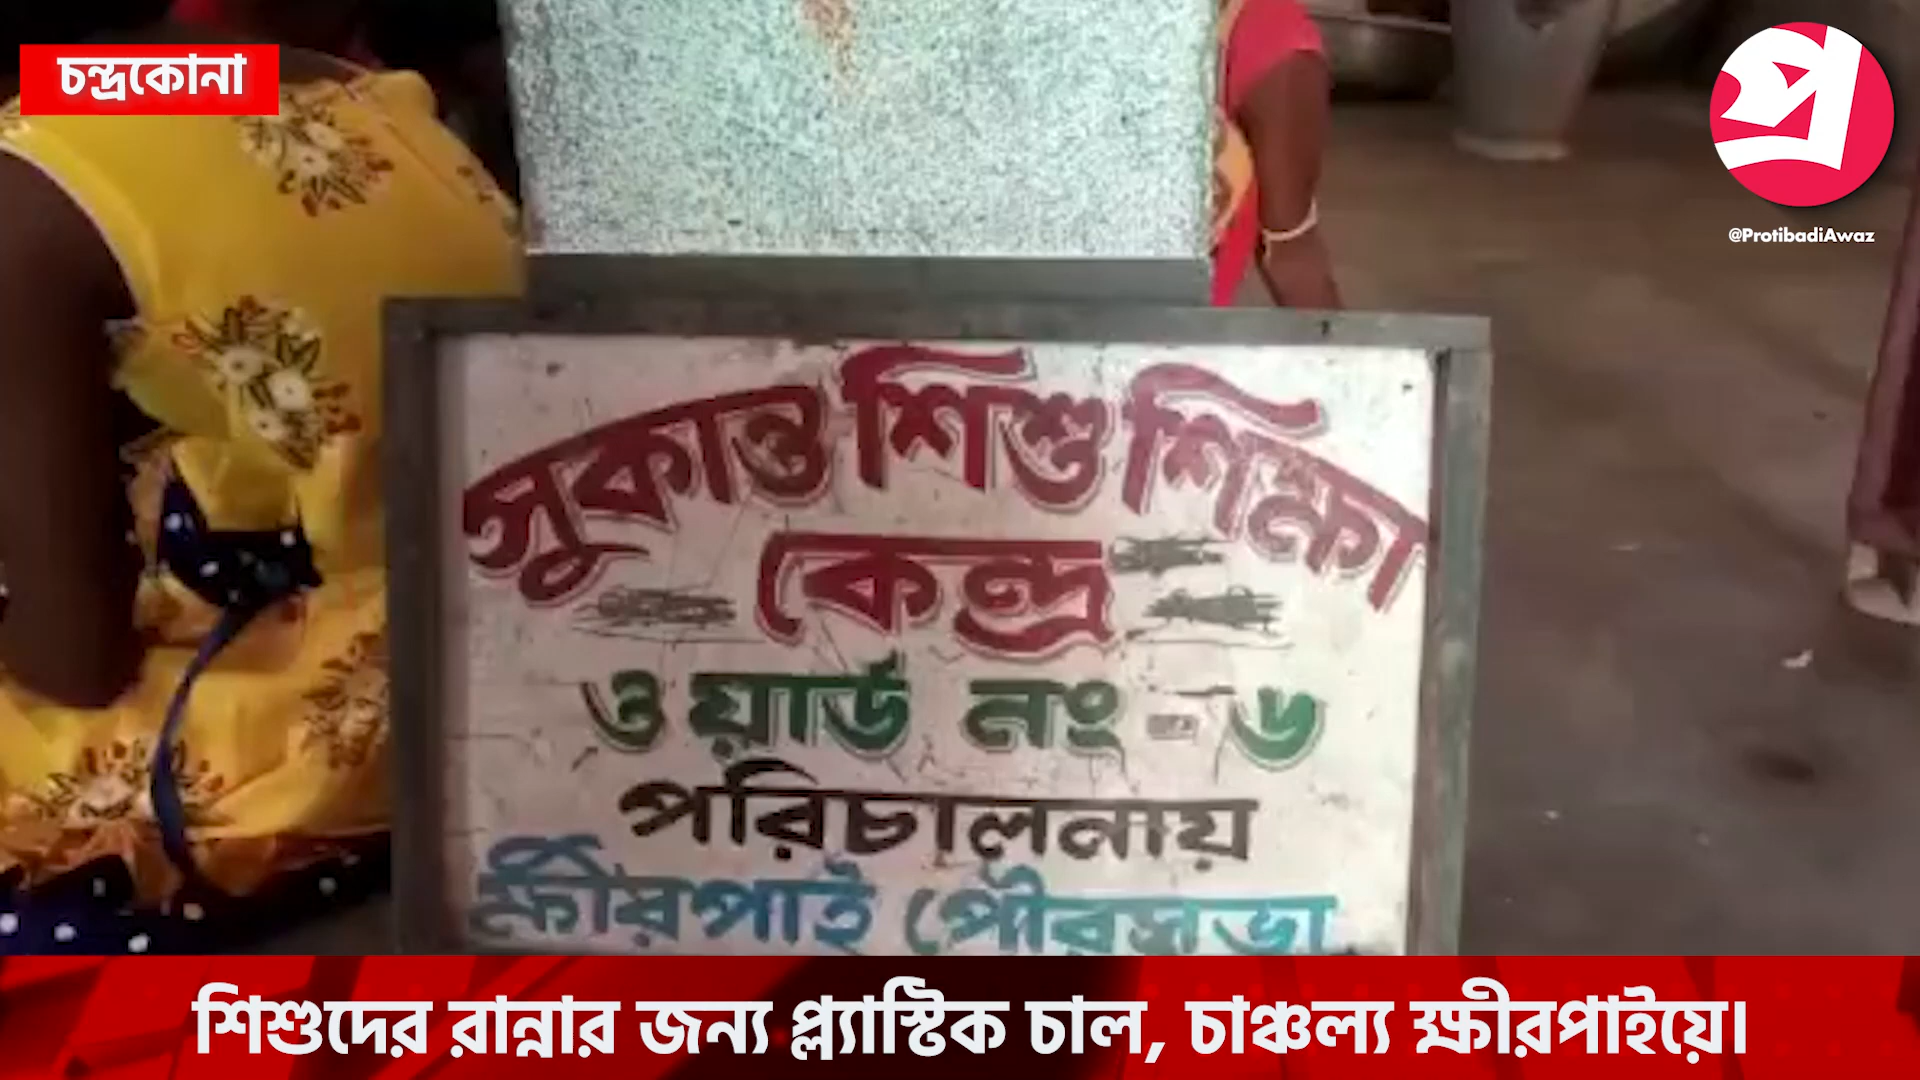 চন্দ্রকোনা
প
@ProtibadiAwaz
সুকান্ত শিশু শিক্ষা
কেন্দ্র
ওয়ার্ড নং - ৬
পরিচালনায়
ক্ষীরপাই পৌরসভা
শিশুদের রান্নার জন্য প্ল্যাস্টিক চাল, চাঞ্চল্য ক্ষীরপাইয়ে।